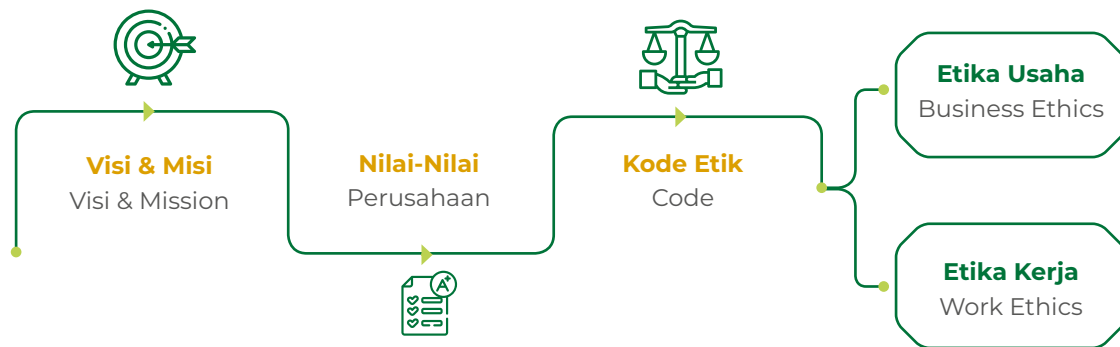 Visi & Misi
Visi & Mission
Nilai-Nilai
Perusahaan
A+
Kode Etik
Code
Etika Usaha
Business Ethics
Etika Kerja
Work Ethics